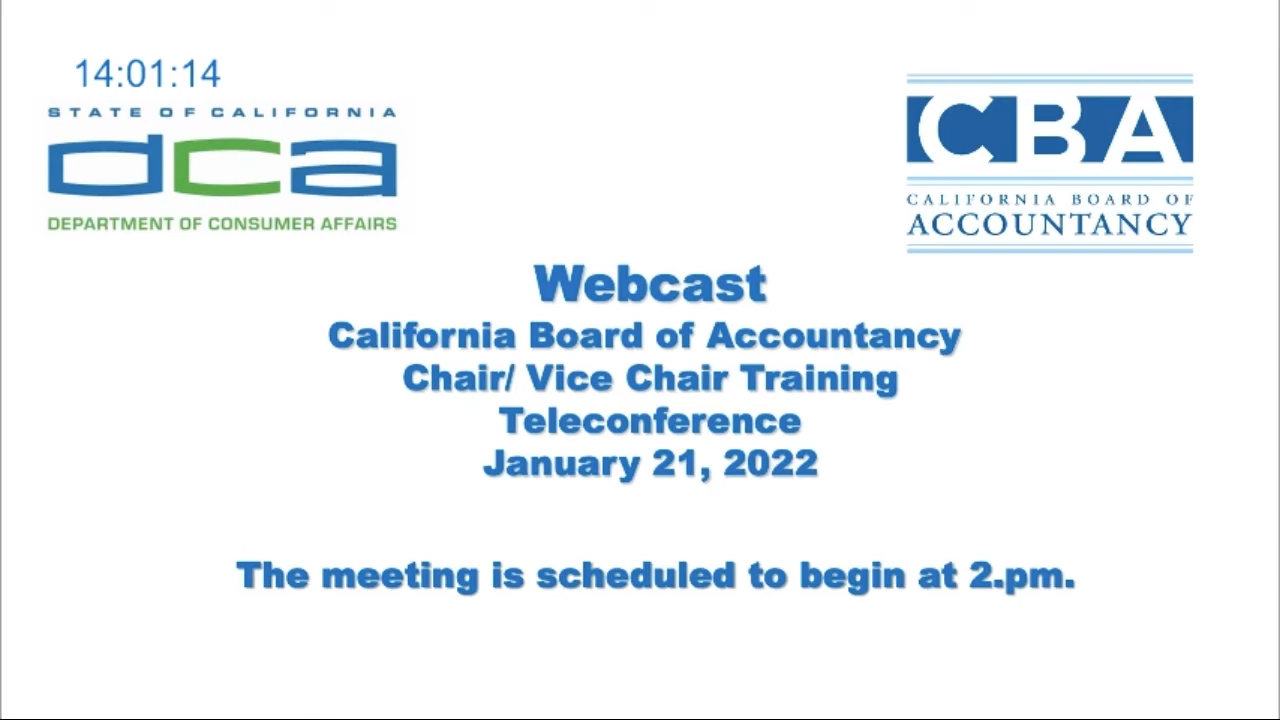 14:01:14
STATE OF CALIFORNIA
dca
DEPARTMENT OF CONSUMER AFFAIRS
CBA
CALIFORNIA BOARD OF
ACCOUNTANCY
Webcast
California Board of Accountancy
Chair/ Vice Chair Training
Teleconference
January 21, 2022
The meeting is scheduled to begin at 2.pm.